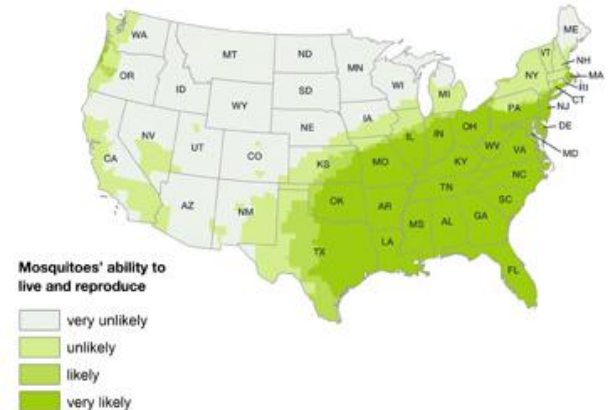 WA
ME
MT
ND
VT
NH
MN
OR
MA
ID
SD
WI
NY
RI
MI
CT
WY
PA
NJ
IA
NE
OH
DE
NV
IL
IN
UT
WV
MD
CO
VA
CA
KS
MO
KY
NC
TN
OK
AZ
NM
AR
SC
MS
AL
GA
LA
TX
FL
Mosquitoes' ability to
live and reproduce
very unlikely
unlikely
likely
very likely